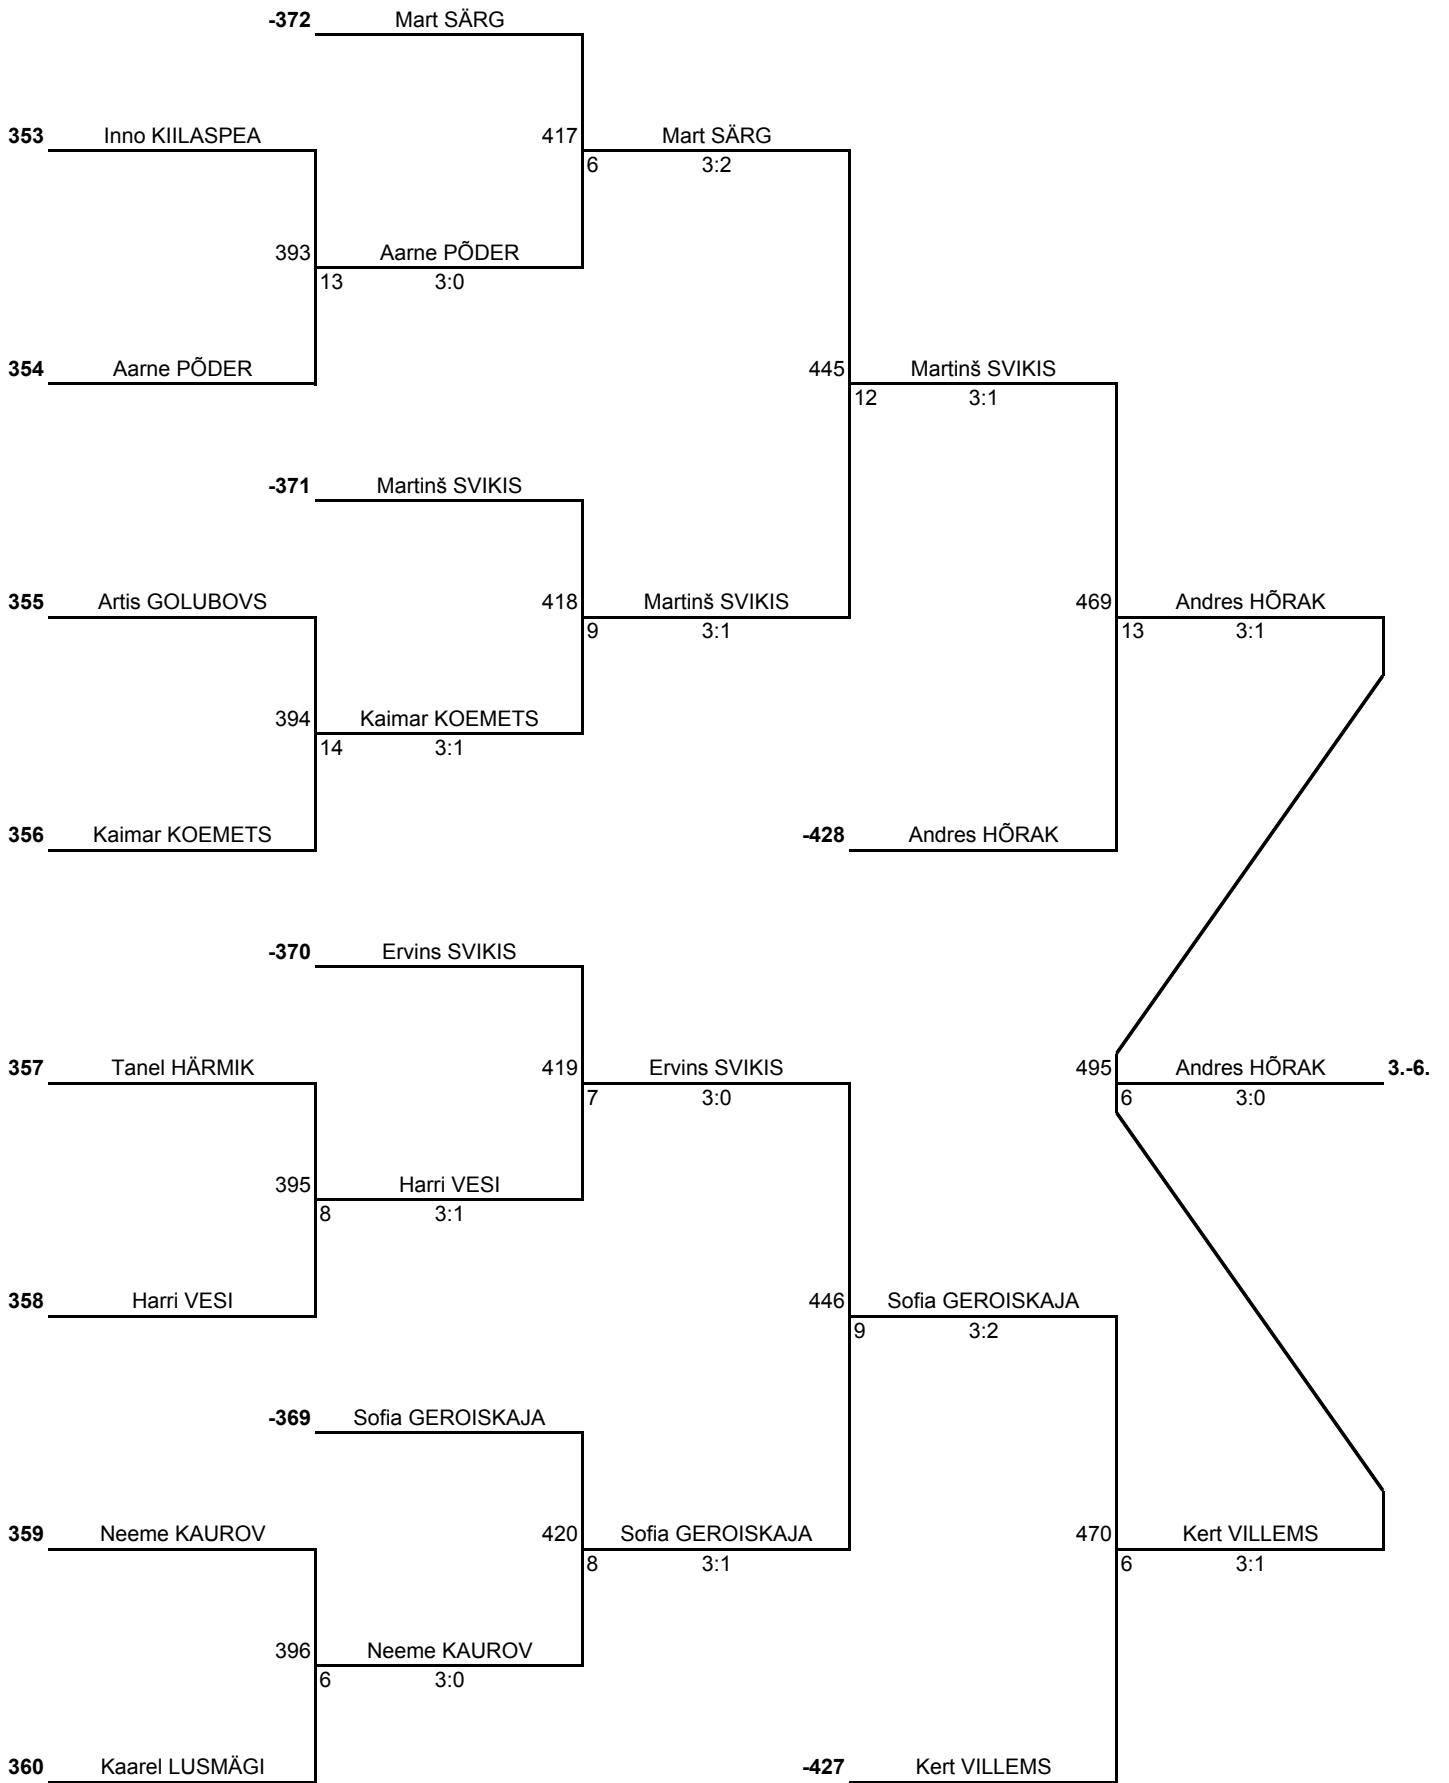 -372 Mart SÄRG
353 Inno KIILASPEA 417 Mart SÄRG
6 3:2
393 Aarne PÕDER
13 3:0
354 Aarne PÕDER 445 Martinš SVIKIS
12 3:1
-371 Martinš SVIKIS
355 Artis GOLUBOVS 418 Martinš SVIKIS 469 Andres HÕRAK
9 3:1 13 3:1
394 Kaimar KOEMETS
14 3:1
356 Kaimar KOEMETS -428 Andres HÕRAK
-370 Ervins SVIKIS
357 Tanel HÄRMIK 419 Ervins SVIKIS 495 Andres HÕRAK 3.-6.
7 3:0 6 3:0
395 Harri VESI
8 3:1
358 Harri VESI 446 Sofia GEROISKAJA
9 3:2
-369 Sofia GEROISKAJA
359 Neeme KAUROV 420 Sofia GEROISKAJA 470 Kert VILLEMS
8 3:1 6 3:1
396 Neeme KAUROV
6 3:0
360 Kaarel LUSMÄGI -427 Kert VILLEMS